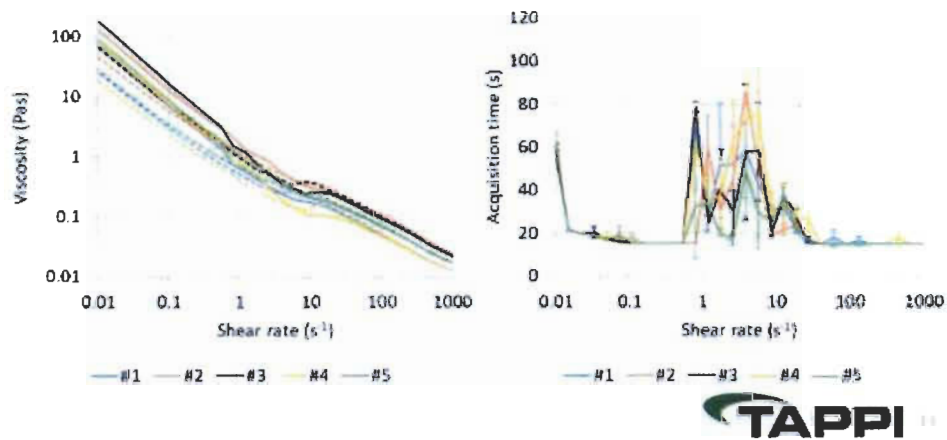 120
100
100
Viscosity (Pas)
10
1
0.1
0.01
Acquisition time (s)
80
60
40
20
0
0.01 0.1 1 10 100 1000
Shear rate (s⁻¹)
0.01 0.1 1 10 100 1000
Shear rate (s⁻¹)
#1 #2 #3 #4 #5
#1 #2 #3 #4 #5
TAPPI